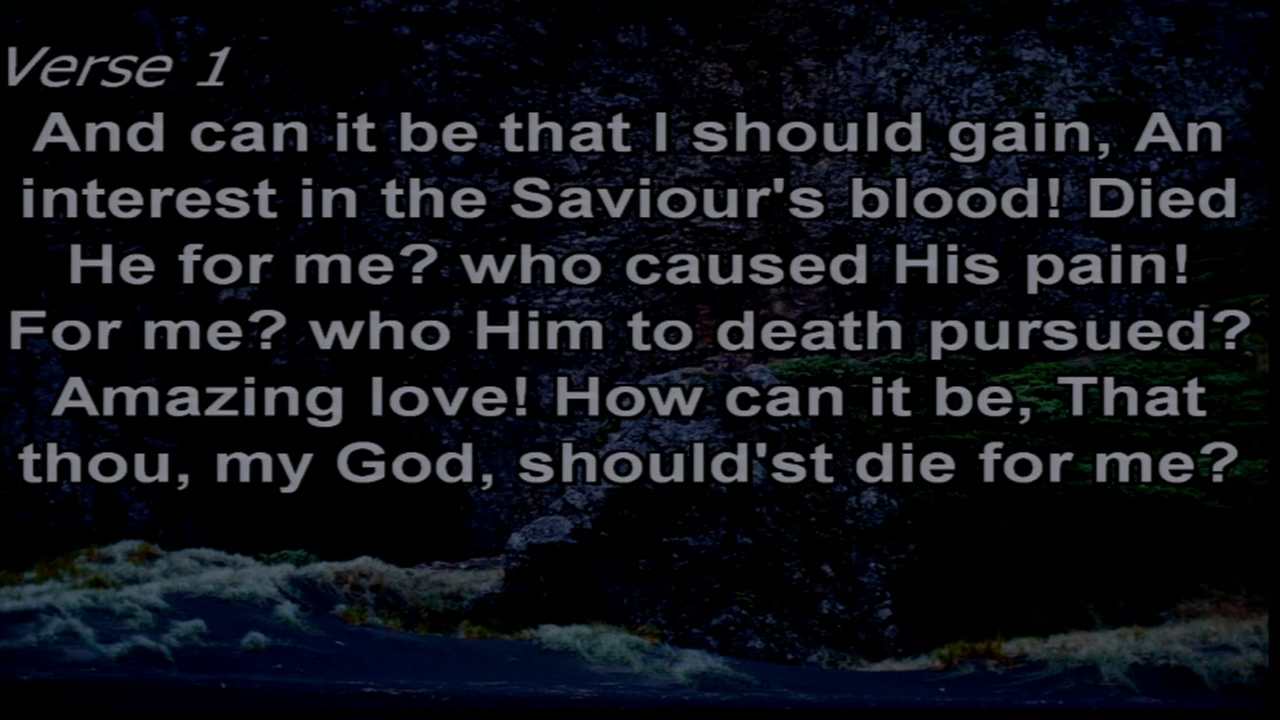 Verse 1
And can it be that I should gain, An
interest in the Saviour's blood! Died
He for me? who caused His pain!
For me? who Him to death pursued?
Amazing love! How can it be, That
thou, my God, should'st die for me?